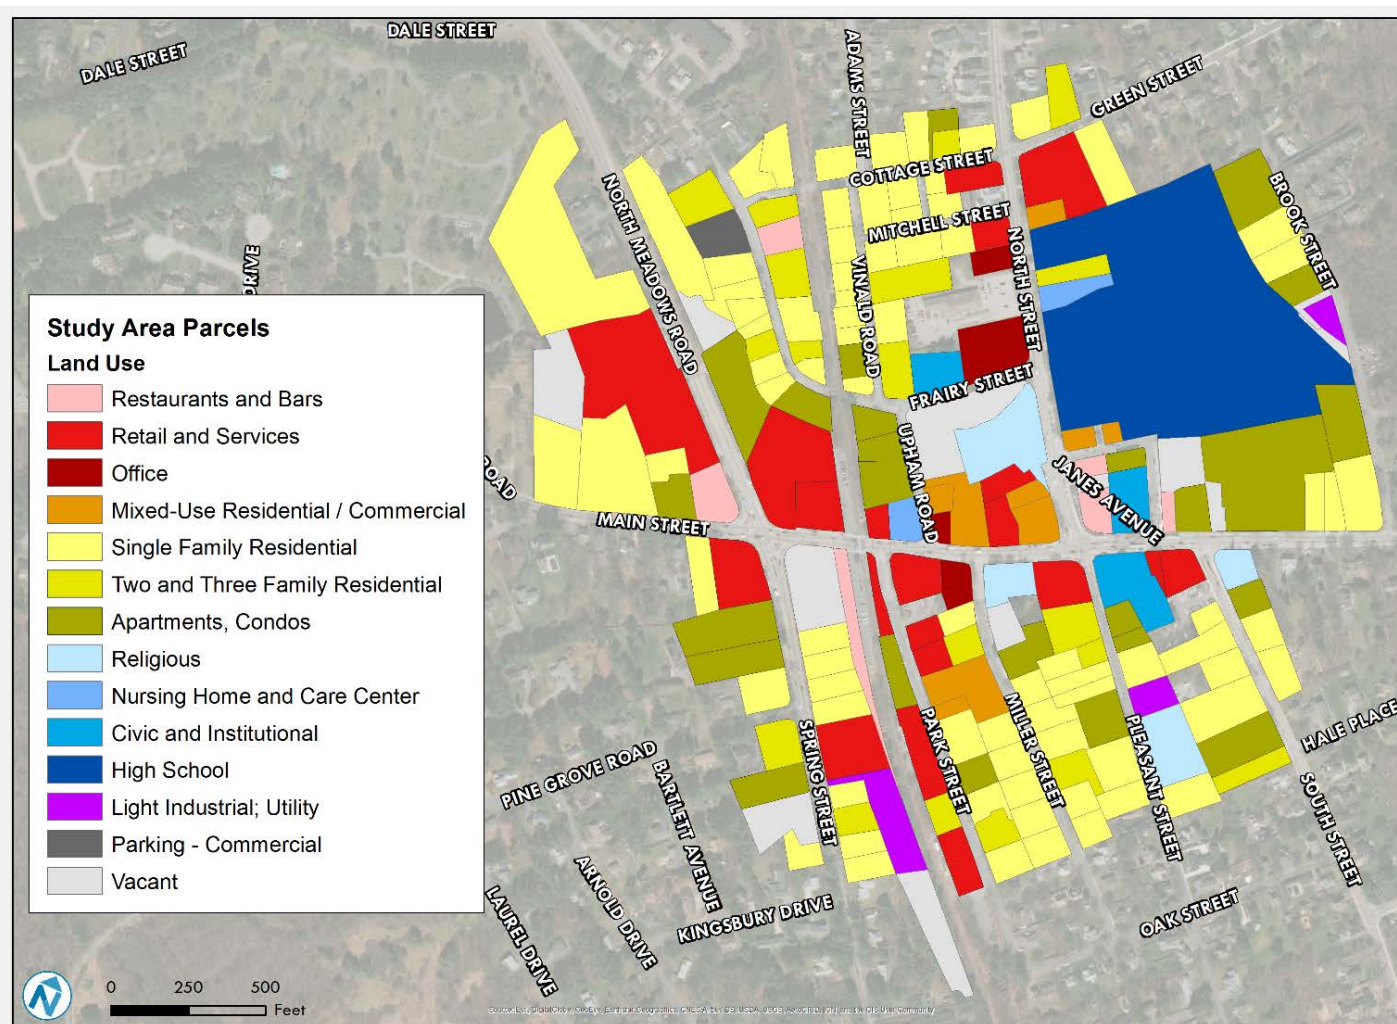 DALE STREET
DALE STREET
ADAMS STREET
GREEN STREET
COTTAGE STREET
NORTH MEADOWS ROAD
MITCHELL STREET
BROOK STREET
NORTH STREET
VINALD ROAD
DRIVE
FRAIRY STREET
UPHAM ROAD
JANES AVENUE
ROAD
MAIN STREET
Study Area Parcels
Land Use
Restaurants and Bars
Retail and Services
Office
Mixed-Use Residential / Commercial
Single Family Residential
Two and Three Family Residential
Apartments, Condos
Religious
Nursing Home and Care Center
Civic and Institutional
High School
Light Industrial; Utility
Parking - Commercial
Vacant
PINE GROVE ROAD
BARTLETT AVENUE
SPRING STREET
PARK STREET
MILLER STREET
PLEASANT STREET
HALE PLACE
SOUTH STREET
LAUREL DRIVE
ARNOLD DRIVE
KINGSBURY DRIVE
OAK STREET
0 250 500
Feet